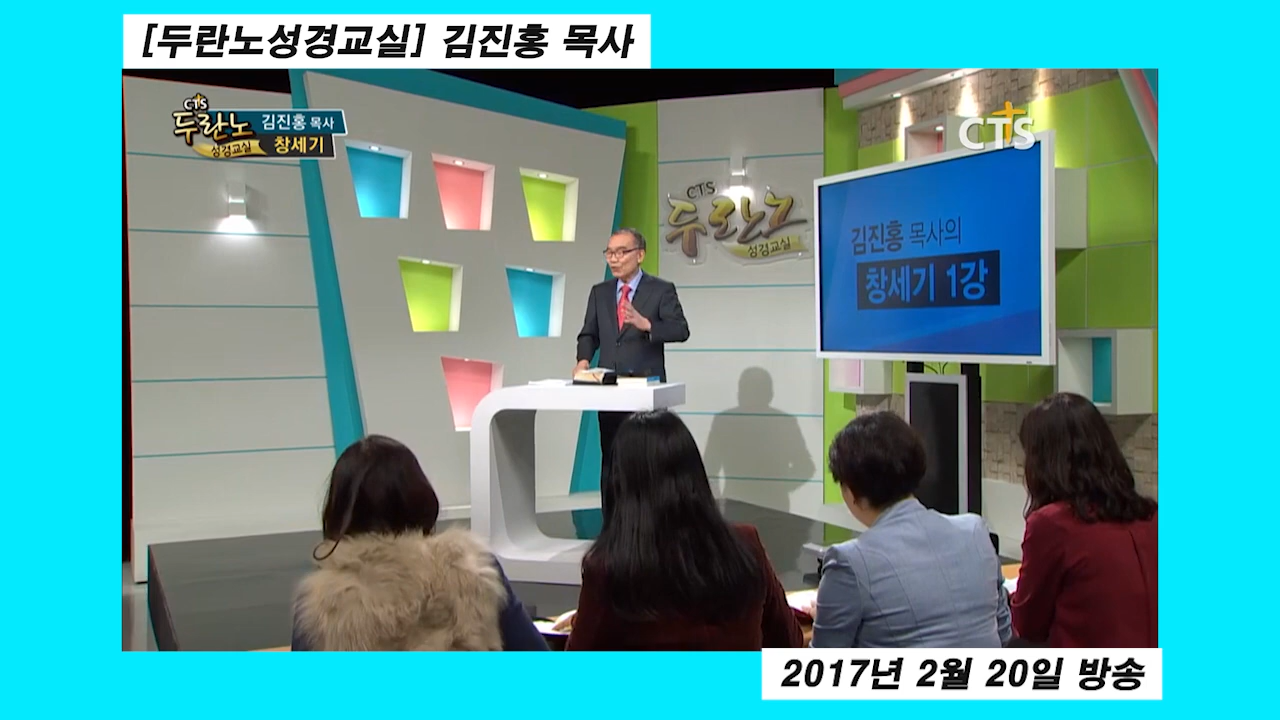 [두란노성경교실] 김진홍 목사
CTS
두란노
성경교실
김진홍 목사
창세기
CTS
CTS
두란노
성경교실
김진홍 목사의
창세기 1강
2017년 2월 20일 방송